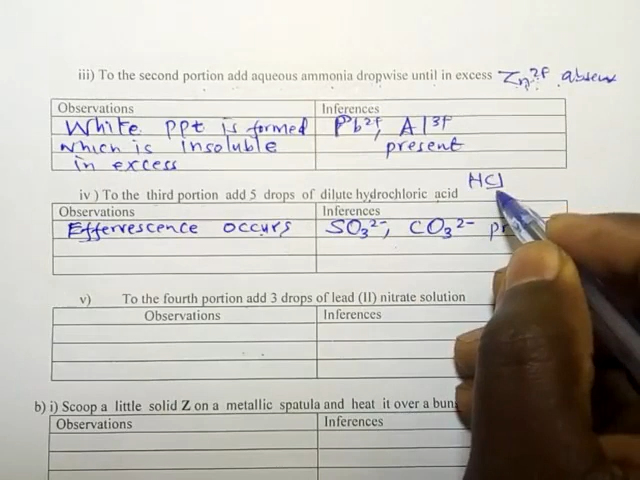 iii) To the second portion add aqueous ammonia dropwise until in excess Zn²⁺ absent
Observations Inferences
White ppt is formed Pb²⁺, Al³⁺
which is insoluble present
in excess
HCl
iv ) To the third portion add 5 drops of dilute hydrochloric acid
Observations Inferences
Effervescence occurs SO₃²⁻, CO₃²⁻
v) To the fourth portion add 3 drops of lead (II) nitrate solution
Observations Inferences
b) i) Scoop a little solid Z on a metallic spatula and heat it over a
Observations Inferences